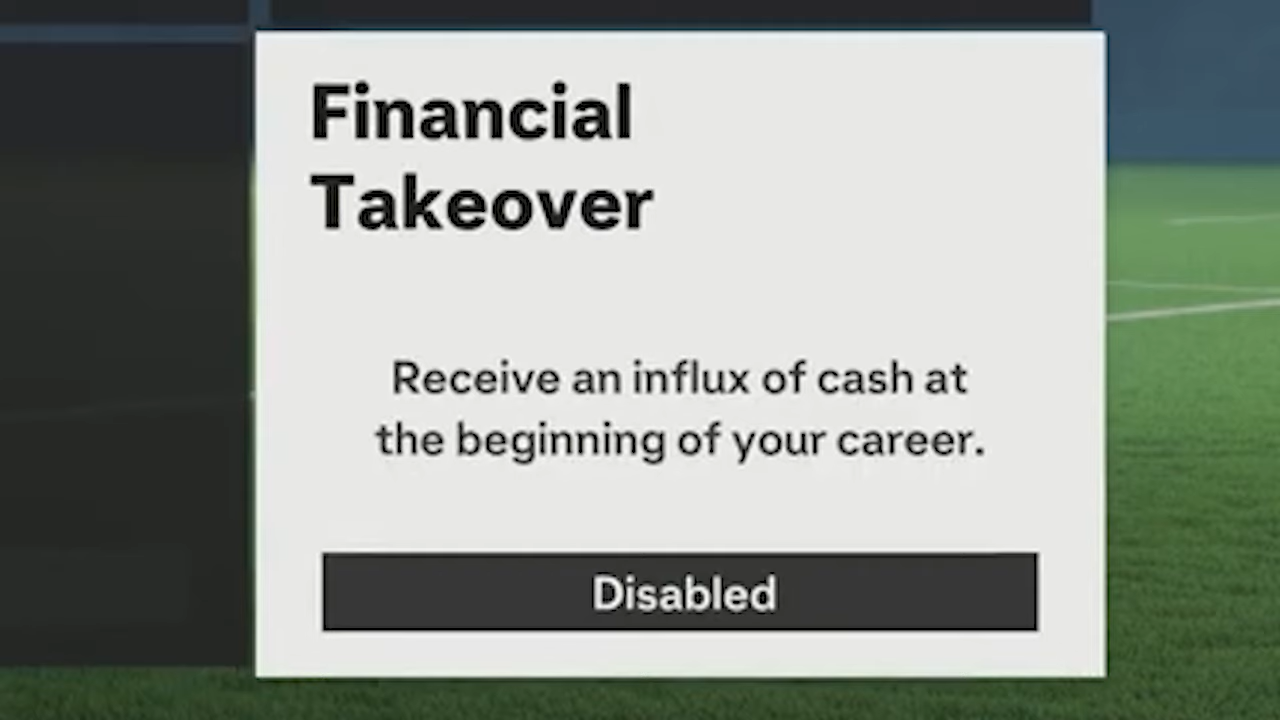 Financial
Takeover
Receive an influx of cash at
the beginning of your career.
Disabled